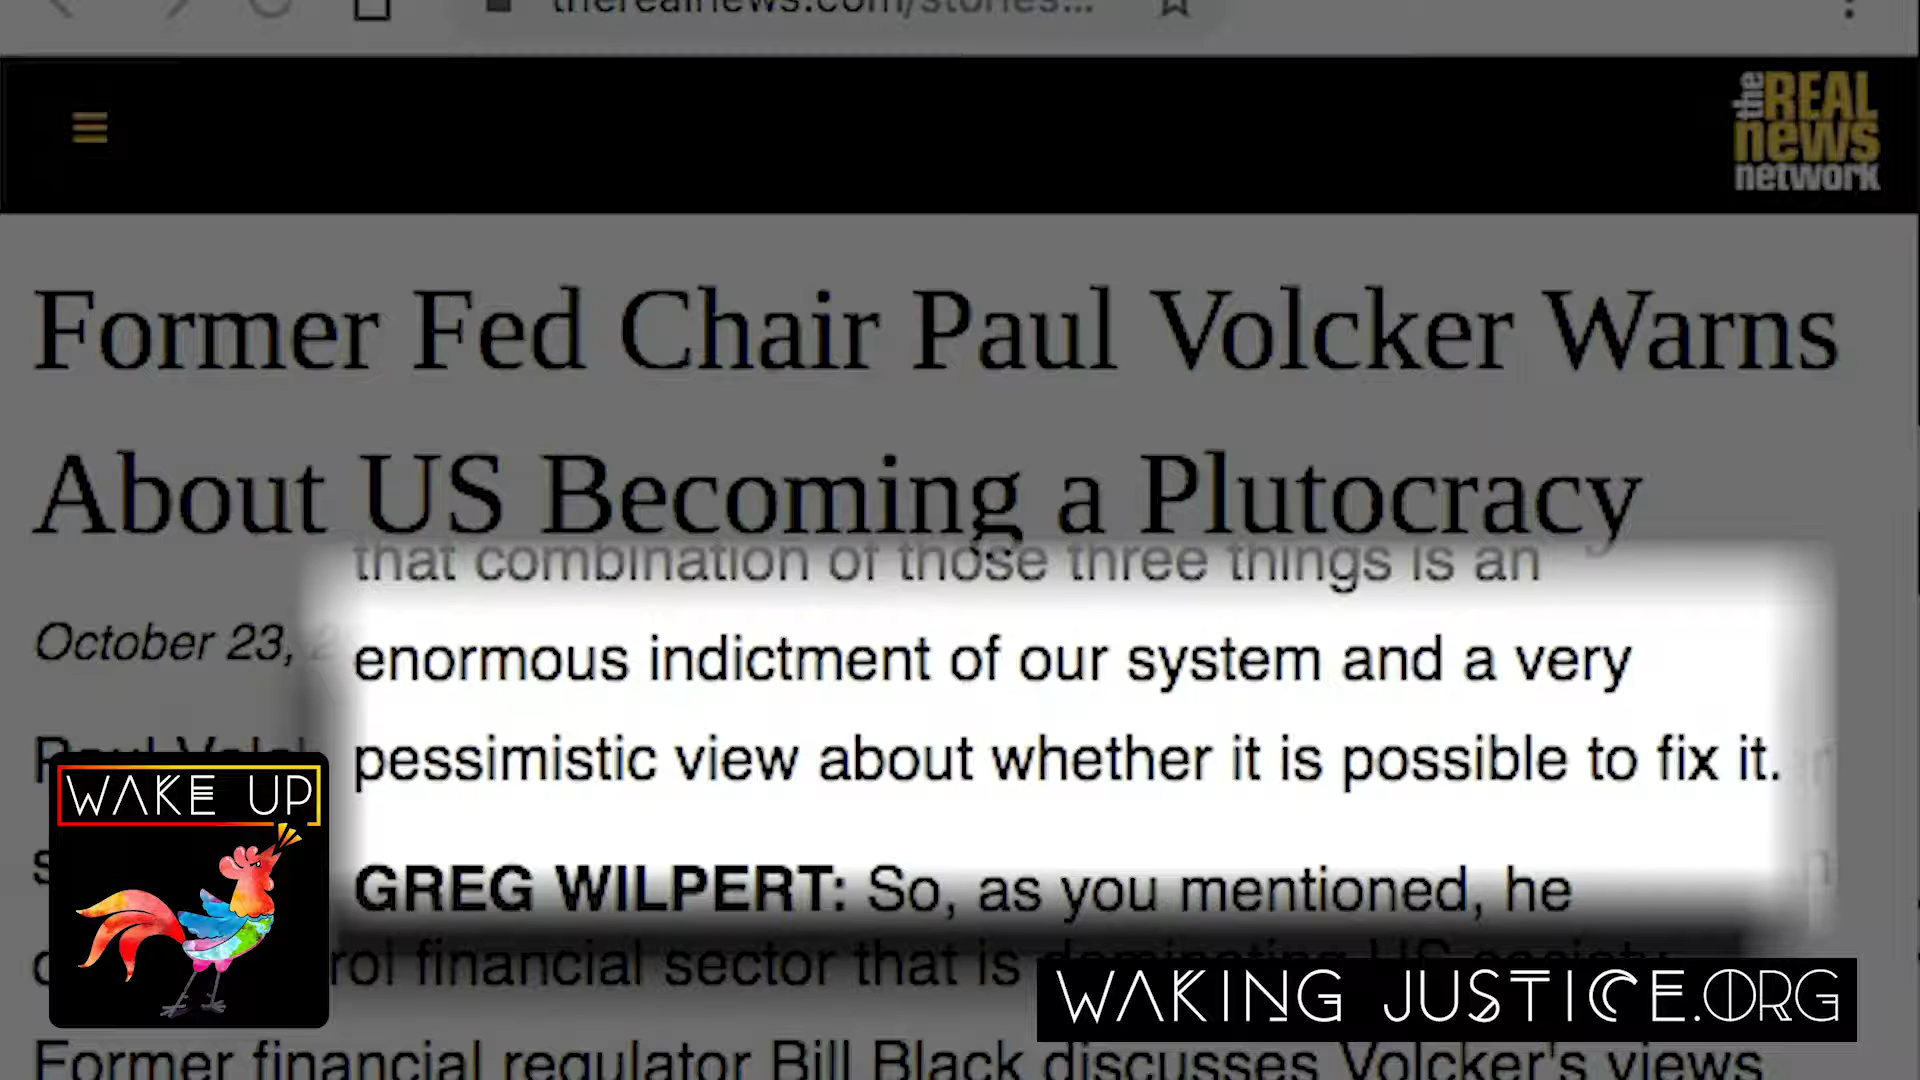 therealnews.com/stories...
the REAL
news
network
Former Fed Chair Paul Volcker Warns
About US Becoming a Plutocracy
that combination of those three things is an
October 23,
enormous indictment of our system and a very
pessimistic view about whether it is possible to fix it.
WAKE UP
GREG WILPERT: So, as you mentioned, he
financial sector that is dominating US society
WAKING JUSTICE.ORG
Former financial regulator Bill Black discusses Volcker's views